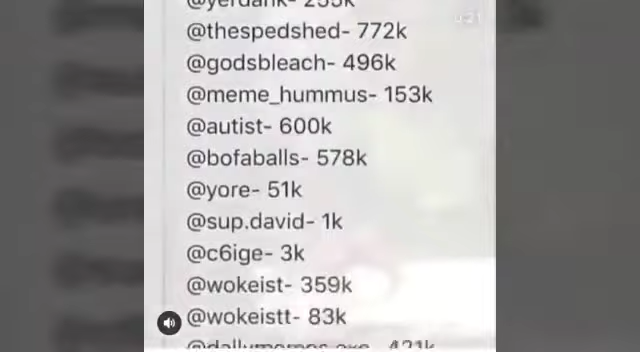 @thespedshed- 772k
@godsbleach- 496k
@meme_hummus- 153k
@autist- 600k
@bofaballs- 578k
@yore- 51k
@sup.david- 1k
@c6ige- 3k
@wokeist- 359k
@wokeistt- 83k